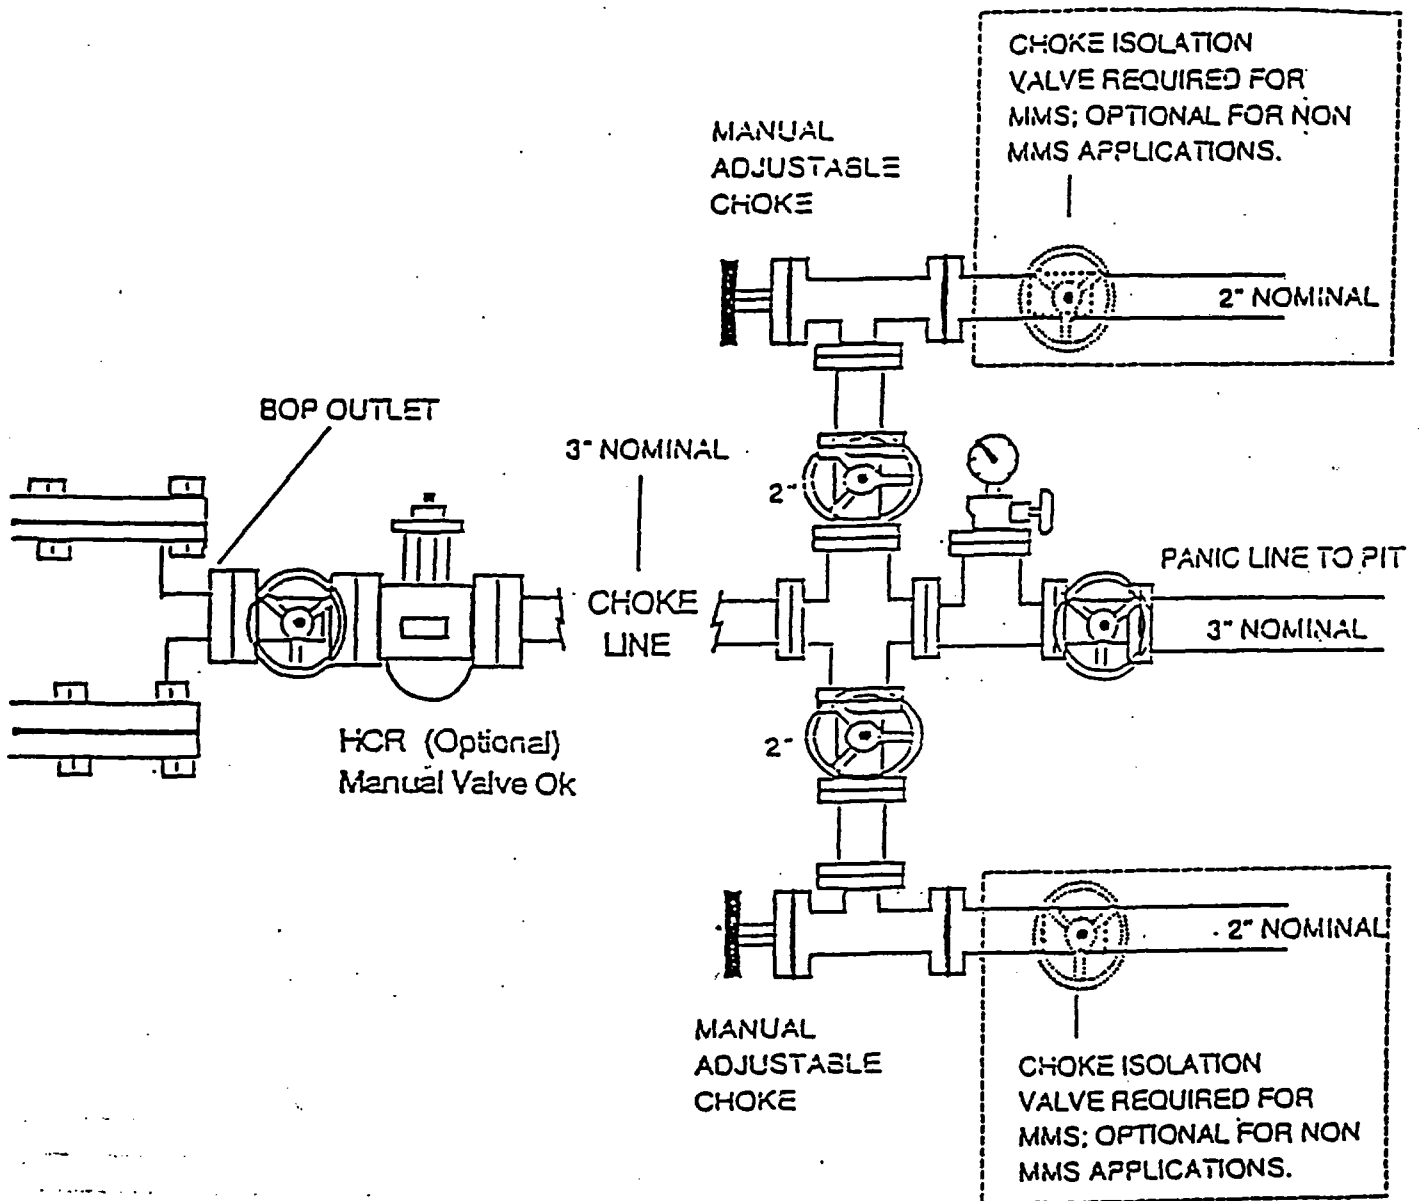 CHOKE ISOLATION
VALVE REQUIRED FOR
MMS; OPTIONAL FOR NON
MMS APPLICATIONS.
MANUAL
ADJUSTABLE
CHOKE
2" NOMINAL
BOP OUTLET
3" NOMINAL
2"
PANIC LINE TO PIT
CHOKE
LINE
3" NOMINAL
HCR (Optional)
Manual Valve Ok
2"
2" NOMINAL
MANUAL
ADJUSTABLE
CHOKE
CHOKE ISOLATION
VALVE REQUIRED FOR
MMS; OPTIONAL FOR NON
MMS APPLICATIONS.